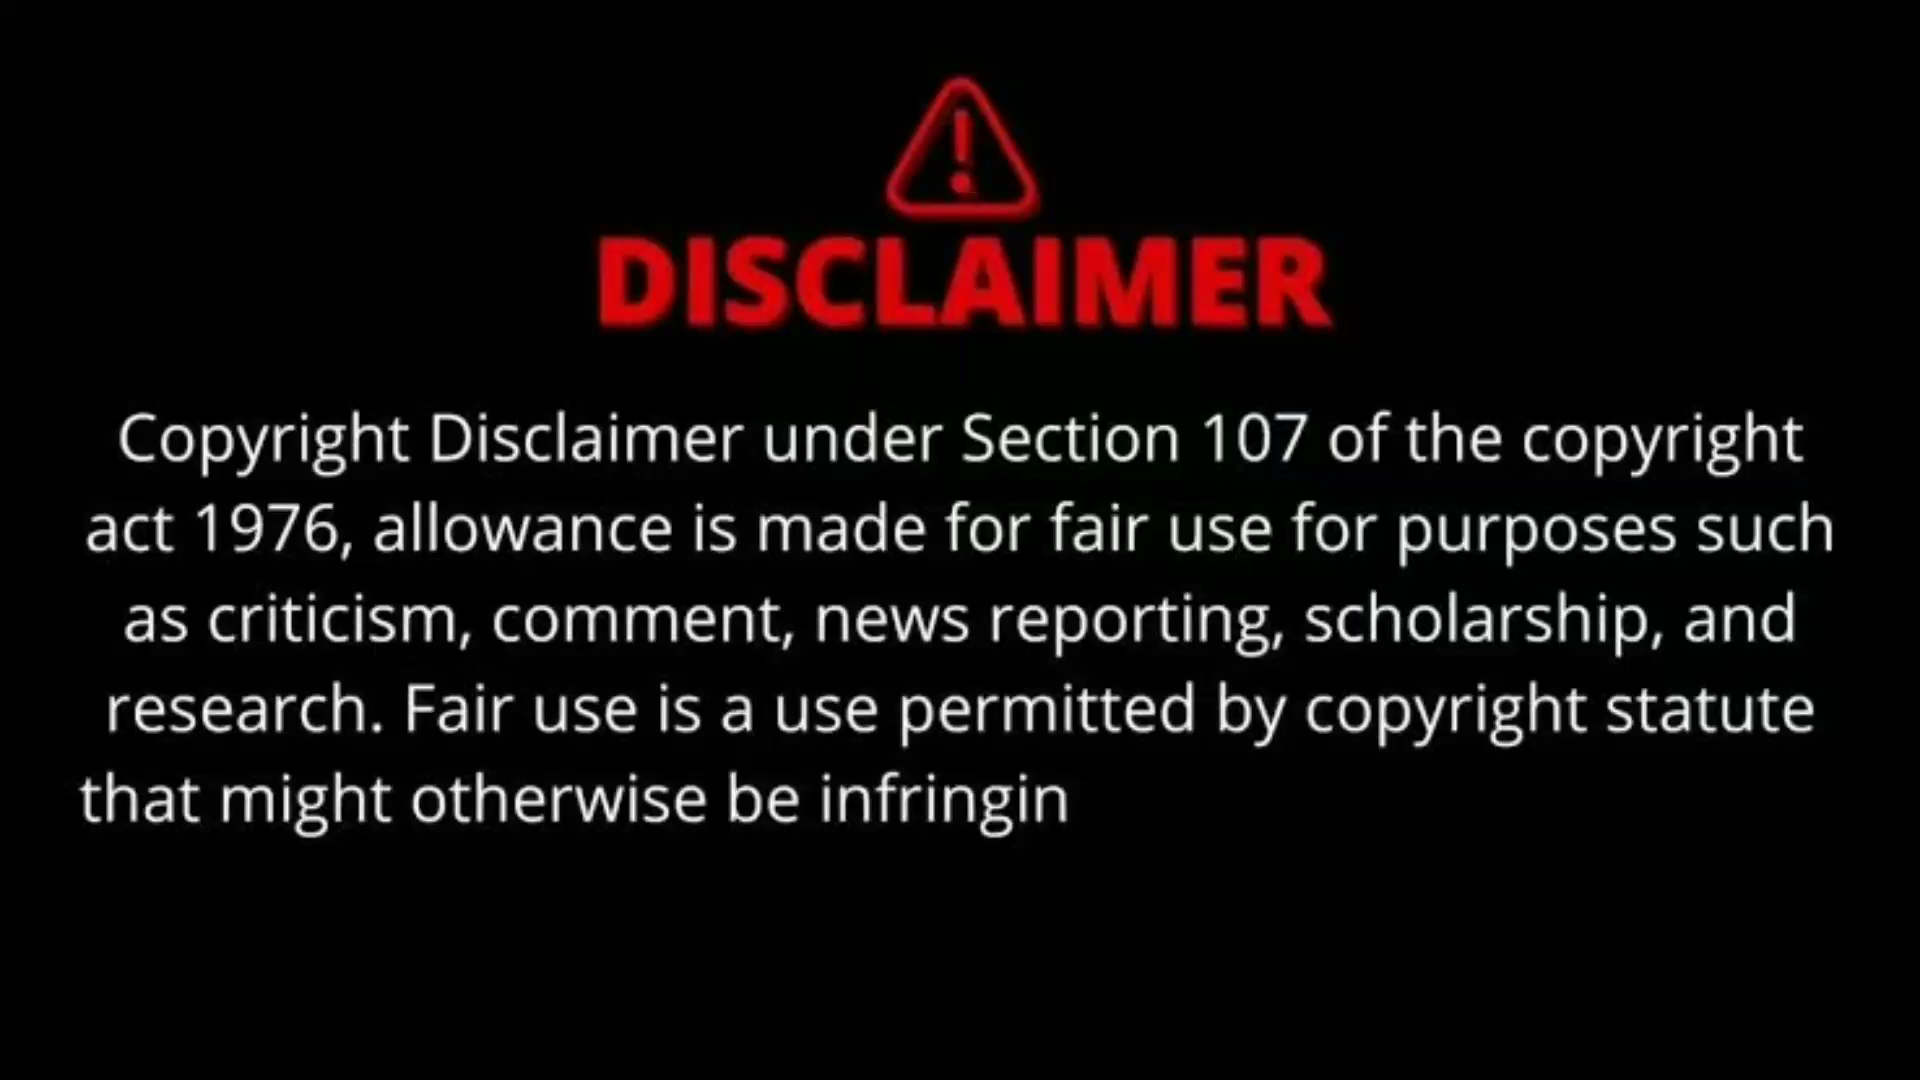 DISCLAIMER
Copyright Disclaimer under Section 107 of the copyright
act 1976, allowance is made for fair use for purposes such
as criticism, comment, news reporting, scholarship, and
research. Fair use is a use permitted by copyright statute
that might otherwise be infringin